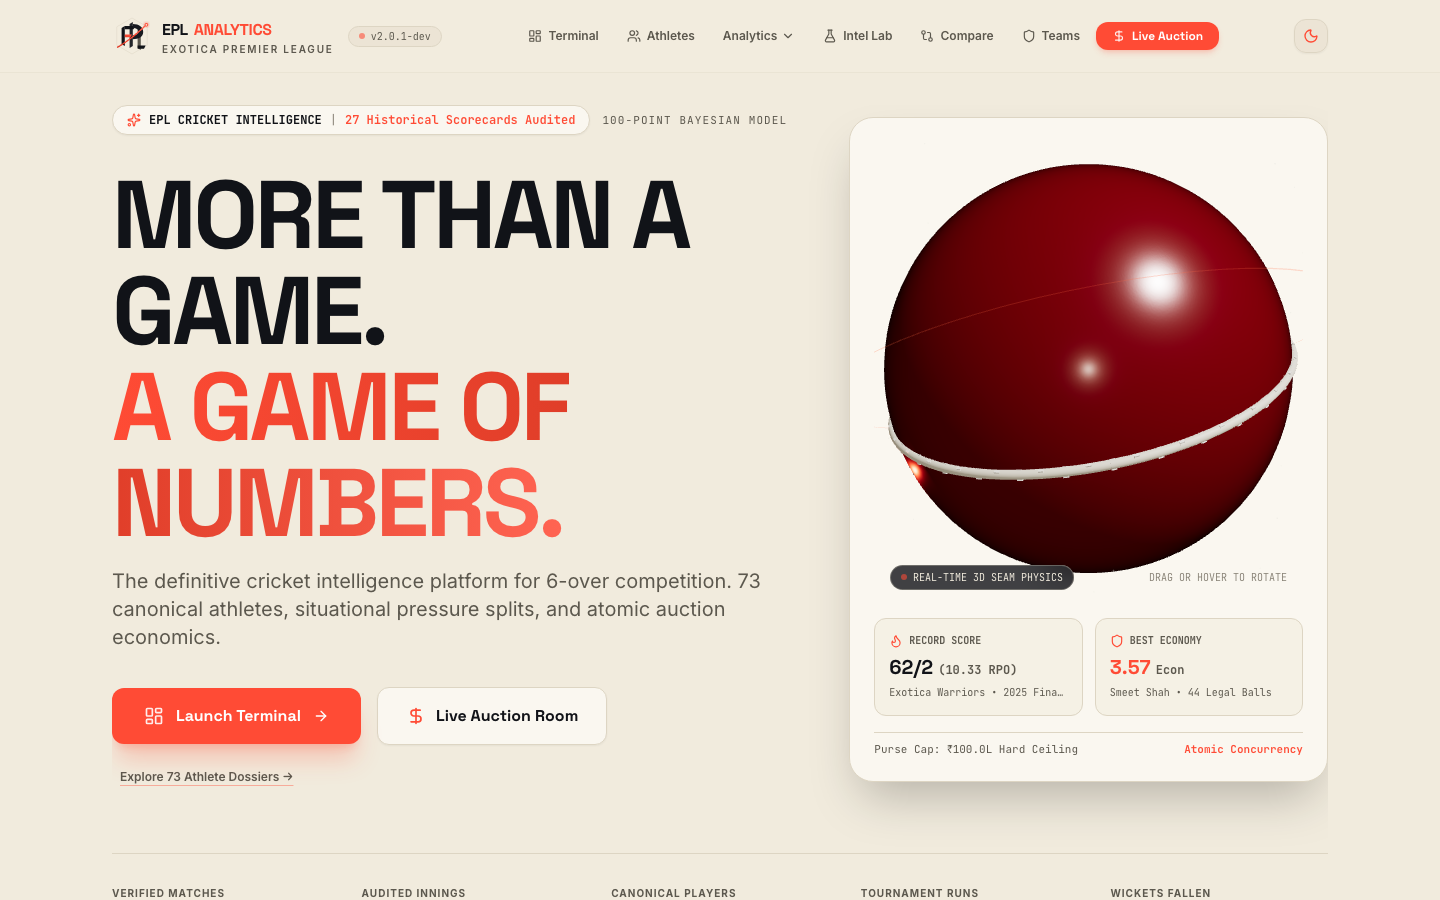 EPL ANALYTICS
EXOTICA PREMIER LEAGUE
v2.0.1-dev
Terminal
Athletes
Analytics
Intel Lab
Compare
Teams
Live Auction
EPL CRICKET INTELLIGENCE | 27 Historical Scorecards Audited
100-POINT BAYESIAN MODEL
MORE THAN A
GAME.
A GAME OF
NUMBERS.
The definitive cricket intelligence platform for 6-over competition. 73
canonical athletes, situational pressure splits, and atomic auction
economics.
Launch Terminal →
Live Auction Room
Explore 73 Athlete Dossiers →
REAL-TIME 3D SEAM PHYSICS
DRAG OR HOVER TO ROTATE
RECORD SCORE
62/2 (10.33 RPO)
Exotica Warriors • 2025 Fina…
BEST ECONOMY
3.57 Econ
Smeet Shah • 44 Legal Balls
Purse Cap: ₹100.0L Hard Ceiling
Atomic Concurrency
VERIFIED MATCHES
AUDITED INNINGS
CANONICAL PLAYERS
TOURNAMENT RUNS
WICKETS FALLEN